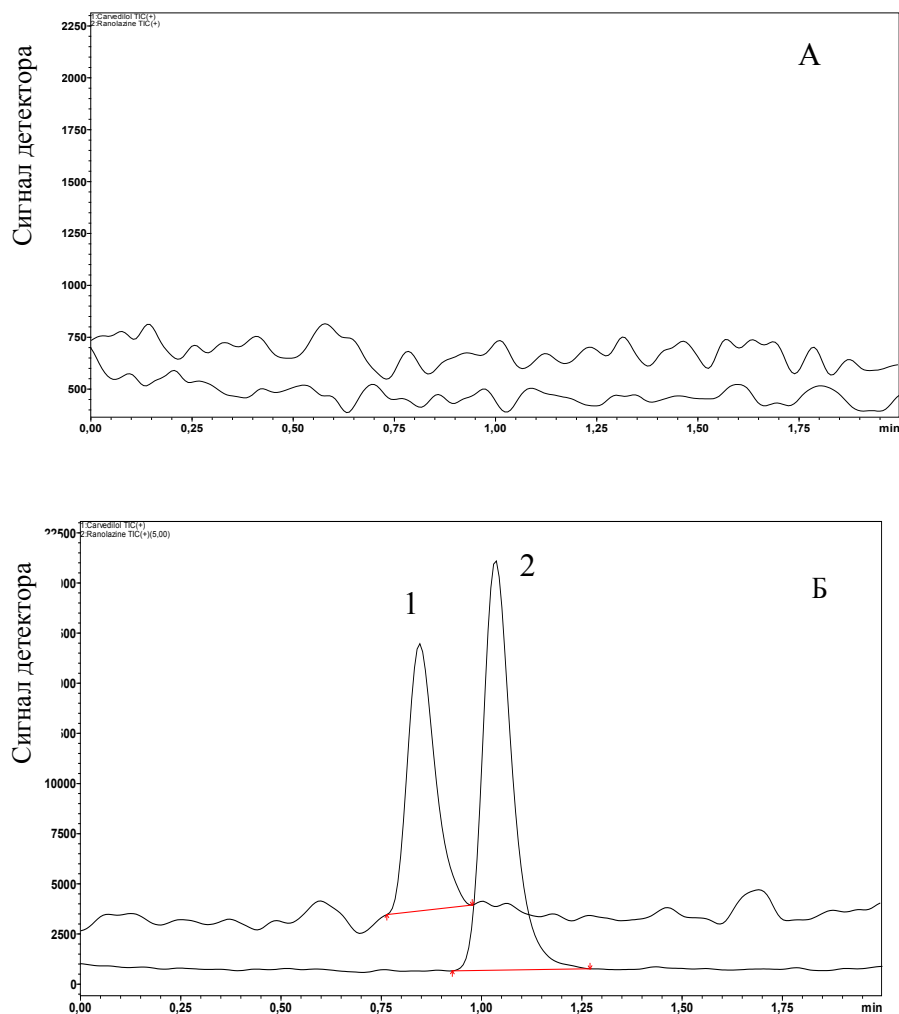 1:Carvedilol TIC(+)
2:Ranolazine TIC(+)
А
Сигнал детектора
2250
2000
1750
1500
1250
1000
750
500
0,00 0,25 0,50 0,75 1,00 1,25 1,50 1,75 min
1:Carvedilol TIC(+)
2:Ranolazine TIC(+)(5,00)
Б
1
2
Сигнал детектора
10000
7500
5000
2500
0
0,00 0,25 0,50 0,75 1,00 1,25 1,50 1,75 min